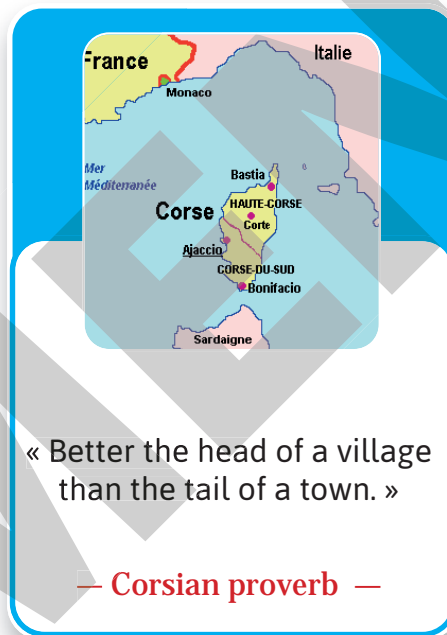 France
Italie
Monaco
Mer
Méditerranée
Bastia
Corse
HAUTE-CORSE
Corte
Ajaccio
CORSE-DU-SUD
Bonifacio
Sardaigne
« Better the head of a village
than the tail of a town. »
— Corsian proverb —